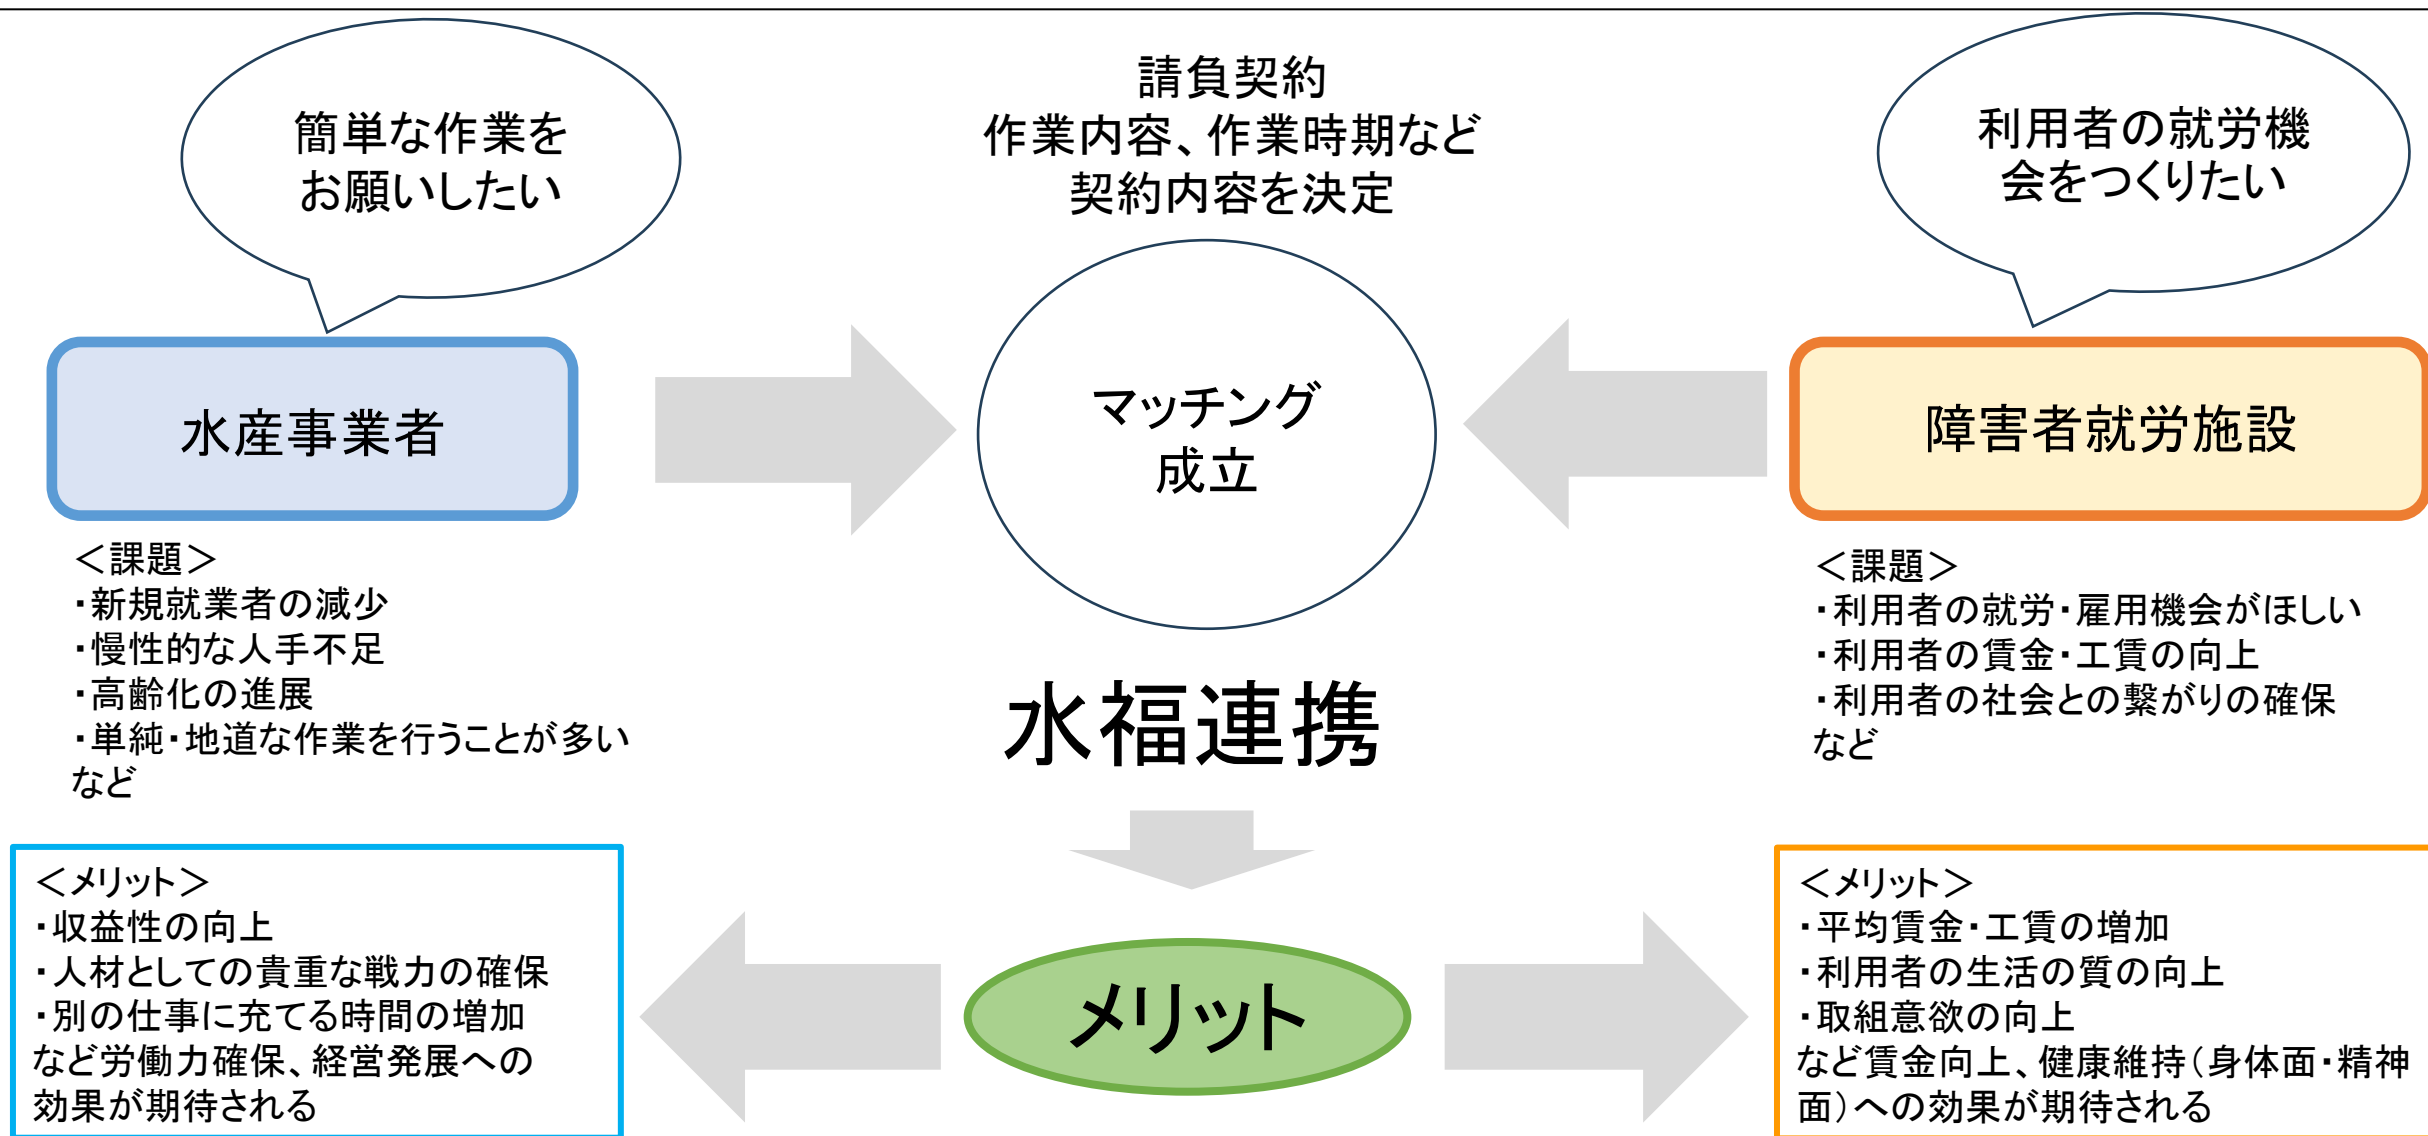 簡単な作業を
お願いしたい
請負契約
作業内容、作業時期など
契約内容を決定
利用者の就労機
会をつくりたい
水産事業者
マッチング
成立
障害者就労施設
＜課題＞
・新規就業者の減少
・慢性的な人手不足
・高齢化の進展
・単純・地道な作業を行うことが多い
など
＜課題＞
・利用者の就労・雇用機会がほしい
・利用者の賃金・工賃の向上
・利用者の社会との繋がりの確保
など
水福連携
＜メリット＞
・収益性の向上
・人材としての貴重な戦力の確保
・別の仕事に充てる時間の増加
など労働力確保、経営発展への
効果が期待される
メリット
＜メリット＞
・平均賃金・工賃の増加
・利用者の生活の質の向上
・取組意欲の向上
など賃金向上、健康維持（身体面・精神
面）への効果が期待される